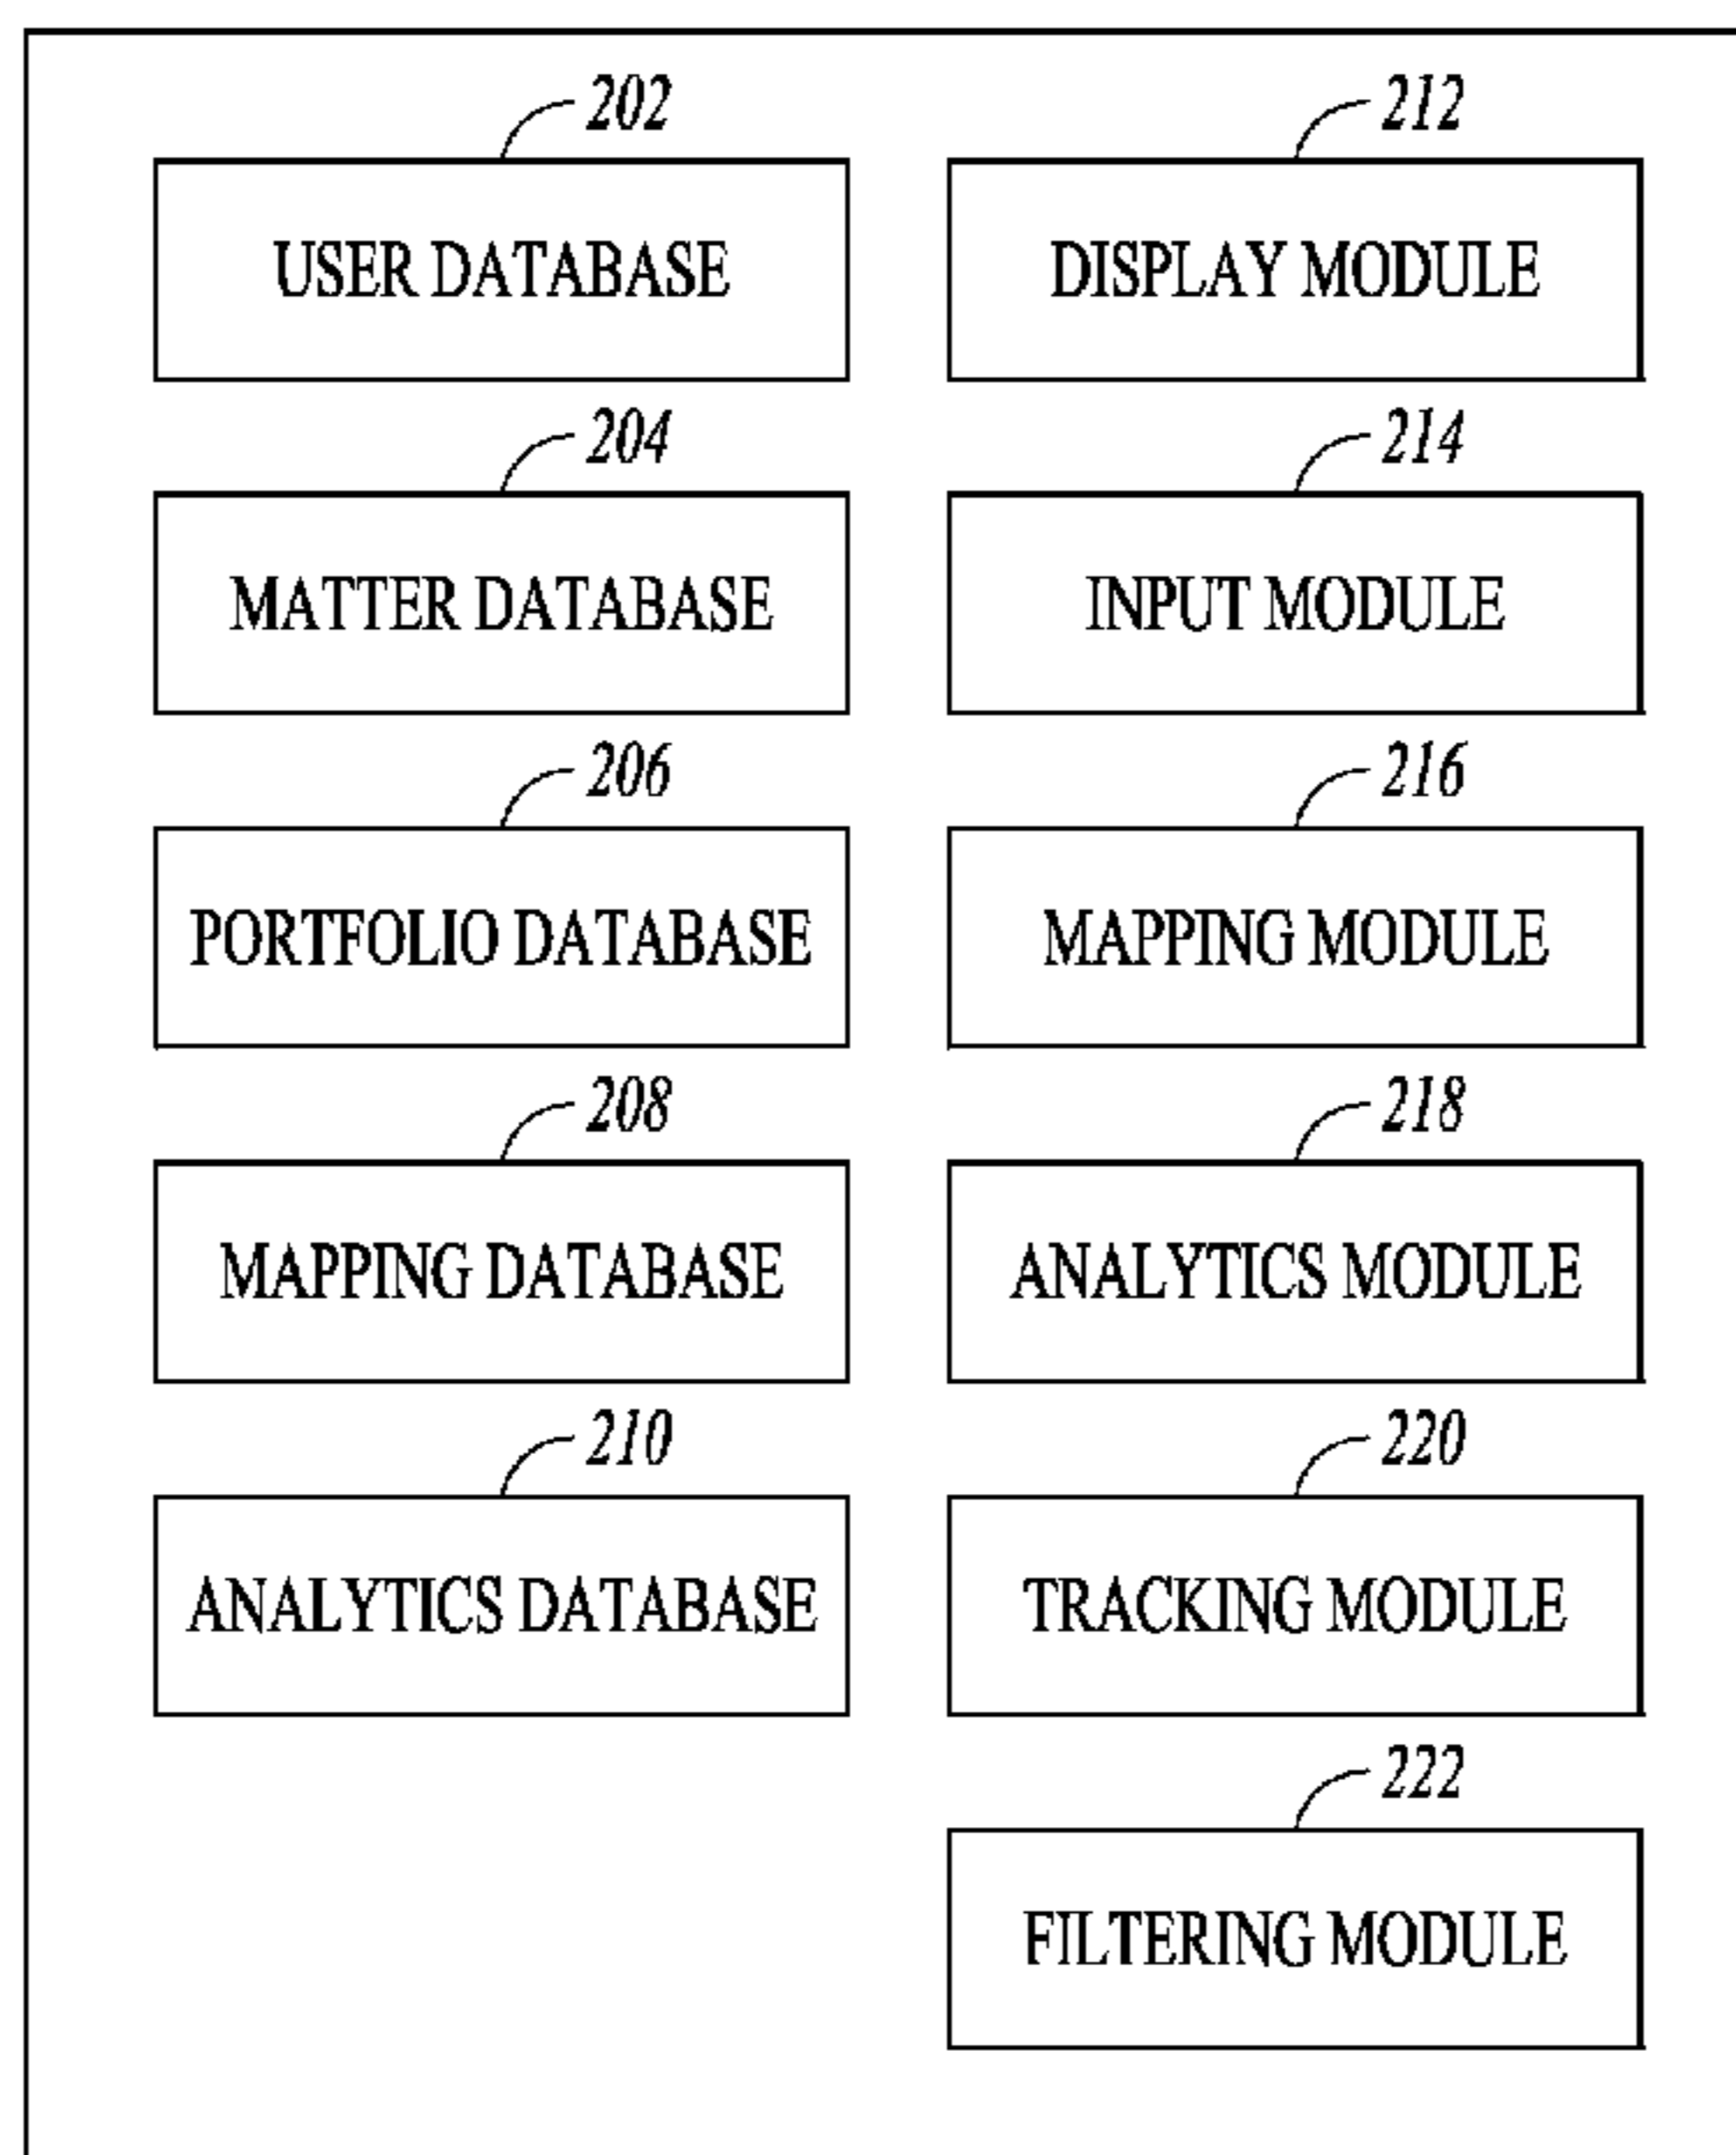 202
USER DATABASE
204
MATTER DATABASE
206
PORTFOLIO DATABASE
208
MAPPING DATABASE
210
ANALYTICS DATABASE
212
DISPLAY MODULE
214
INPUT MODULE
216
MAPPING MODULE
218
ANALYTICS MODULE
220
TRACKING MODULE
222
FILTERING MODULE